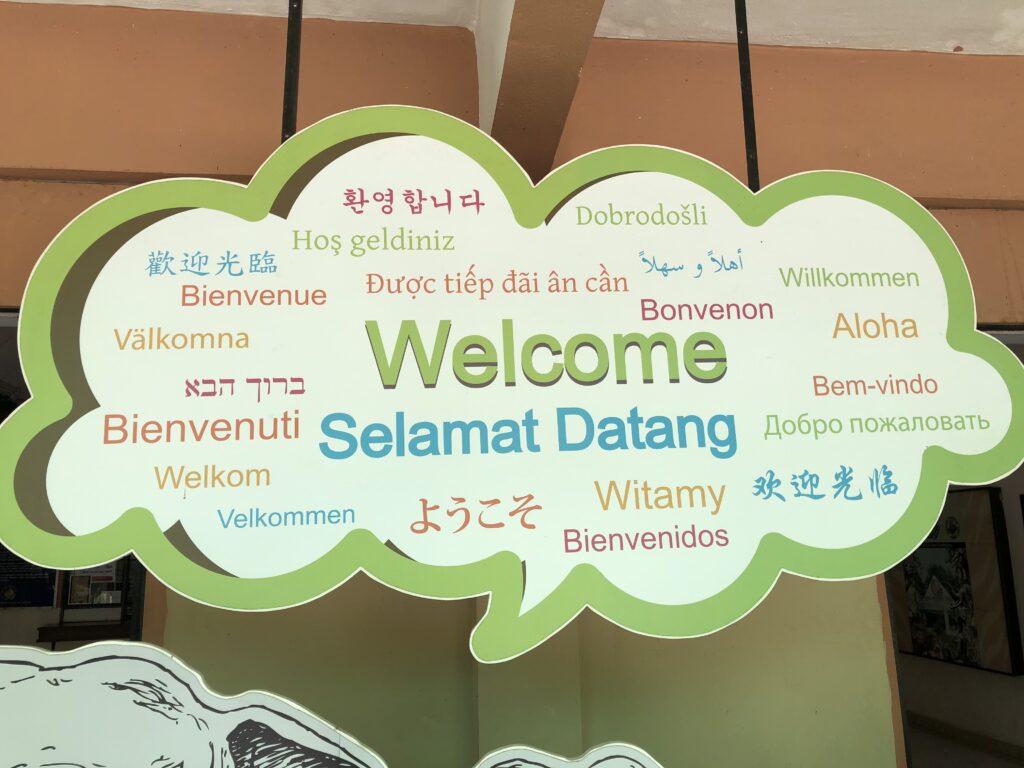 환영합니다
Hoş geldiniz
Dobrodošli
歡迎光臨
Bienvenue
Được tiếp đãi ân cần
أهلاً و سهلاً
Bonvenon
Willkommen
Välkomna
Welcome
Aloha
ברוך הבא
Bem-vindo
Bienvenuti
Selamat Datang
Добро пожаловать
Welkom
Witamy
欢迎光临
Velkommen
ようこそ
Bienvenidos